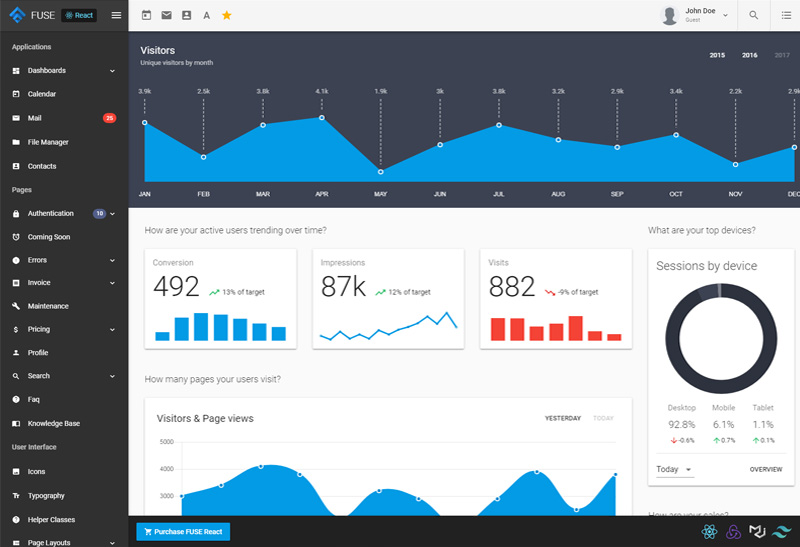 FUSE
React
Applications
Dashboards
Calendar
Mail
25
File Manager
Contacts
Pages
Authentication
10
Coming Soon
Errors
Invoice
Maintenance
Pricing
Profile
Search
Faq
Knowledge Base
User Interface
Icons
Typography
Helper Classes
Page Layouts
A
John Doe
Guest
Visitors
Unique visitors by month
2015 2016 2017
3.9k 2.5k 3.8k 4.1k 1.9k 3k 3.8k 3.2k 2.9k 3.4k 2.2k 2.9k
JAN FEB MAR APR MAY JUN JUL AUG SEP OCT NOV DEC
How are your active users trending over time?
Conversion
492
13% of target
Impressions
87k
12% of target
Visits
882
-9% of target
How many pages your users visit?
Visitors & Page views
YESTERDAY TODAY
5000
4000
3000
What are your top devices?
Sessions by device
Desktop Mobile Tablet
92.8% 6.1% 1.1%
-0.6% 0.7% 0.1%
Today
OVERVIEW
How are your sales?
Purchase FUSE React